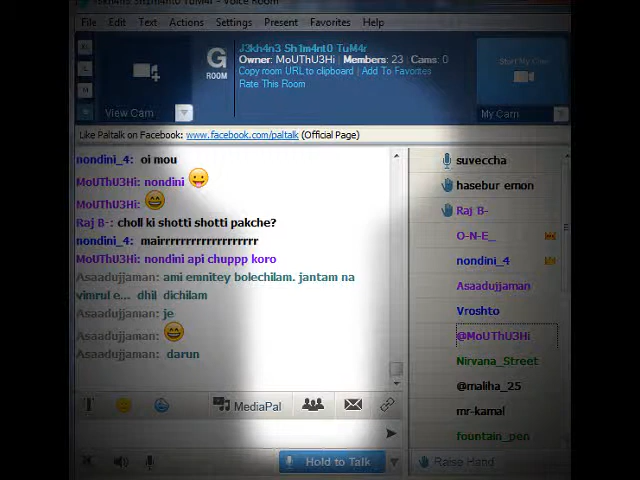 File Edit Text Actions Settings Present Favorites Help
J3kh4n3 Sh1m4nt0 TuM4r
G
ROOM
Owner: MoUThU3Hi | Members: 23 | Cams: 0
Copy room URL to clipboard | Add To Favorites
Rate This Room
Start My Cam
View Cam
My Cam
Like Paltalk on Facebook: www.facebook.com/paltalk (Official Page)
nondini_4: oi mou
MoUThU3Hi: nondini
MoUThU3Hi:
Raj B-: choll ki shotti shotti pakche?
nondini_4: mairrrrrrrrrrrrrrrrrrr
MoUThU3Hi: nondini api chuppp koro
Asaadujjaman: ami emnitey bolechilam. jantam na
vimrul e... dhil dichilam
Asaadujjaman: je
Asaadujjaman:
Asaadujjaman: darun
suveccha
hasebur emon
Raj B-
O-N-E_
nondini_4
Asaadujjaman
Vroshto
@MoUThU3Hi
Nirvana_Street
@maliha_25
mr-kamal
fountain_pen
MediaPal
Hold to Talk
Raise Hand